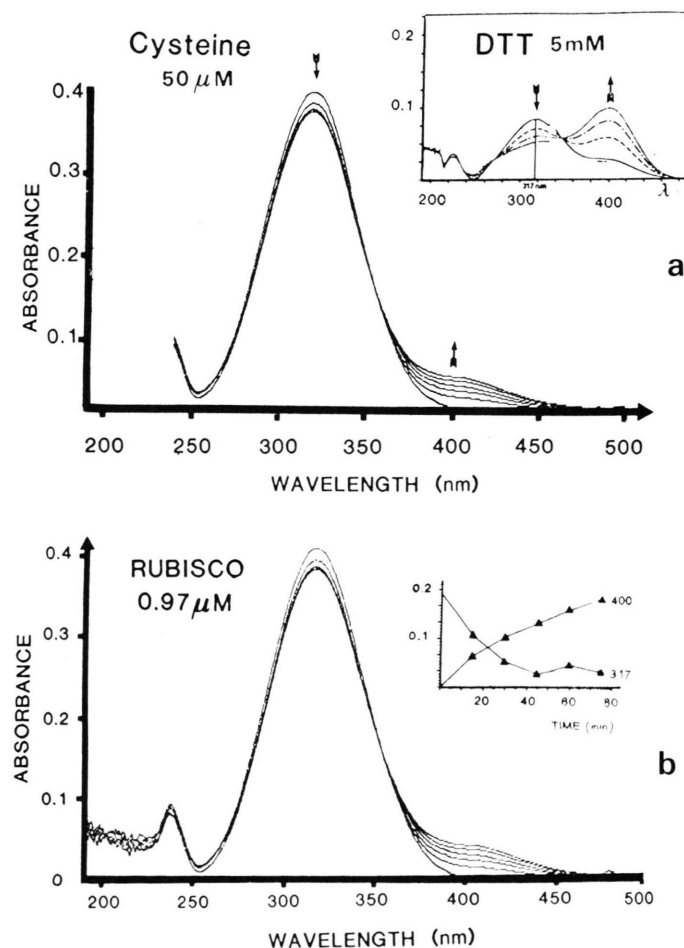 Cysteine
50 μM
DTT 5mM
0.2
0.1
200
300
317 nm
400
λ
0.4
0.3
0.2
0.1
ABSORBANCE
a
200 250 300 350 400 450 500
WAVELENGTH (nm)
RUBISCO
0.97 μM
0.4
0.3
0.2
0.1
0
ABSORBANCE
0.2
0.1
400
317
20 40 60 80
TIME (min)
b
200 250 300 350 400 450 500
WAVELENGTH (nm)